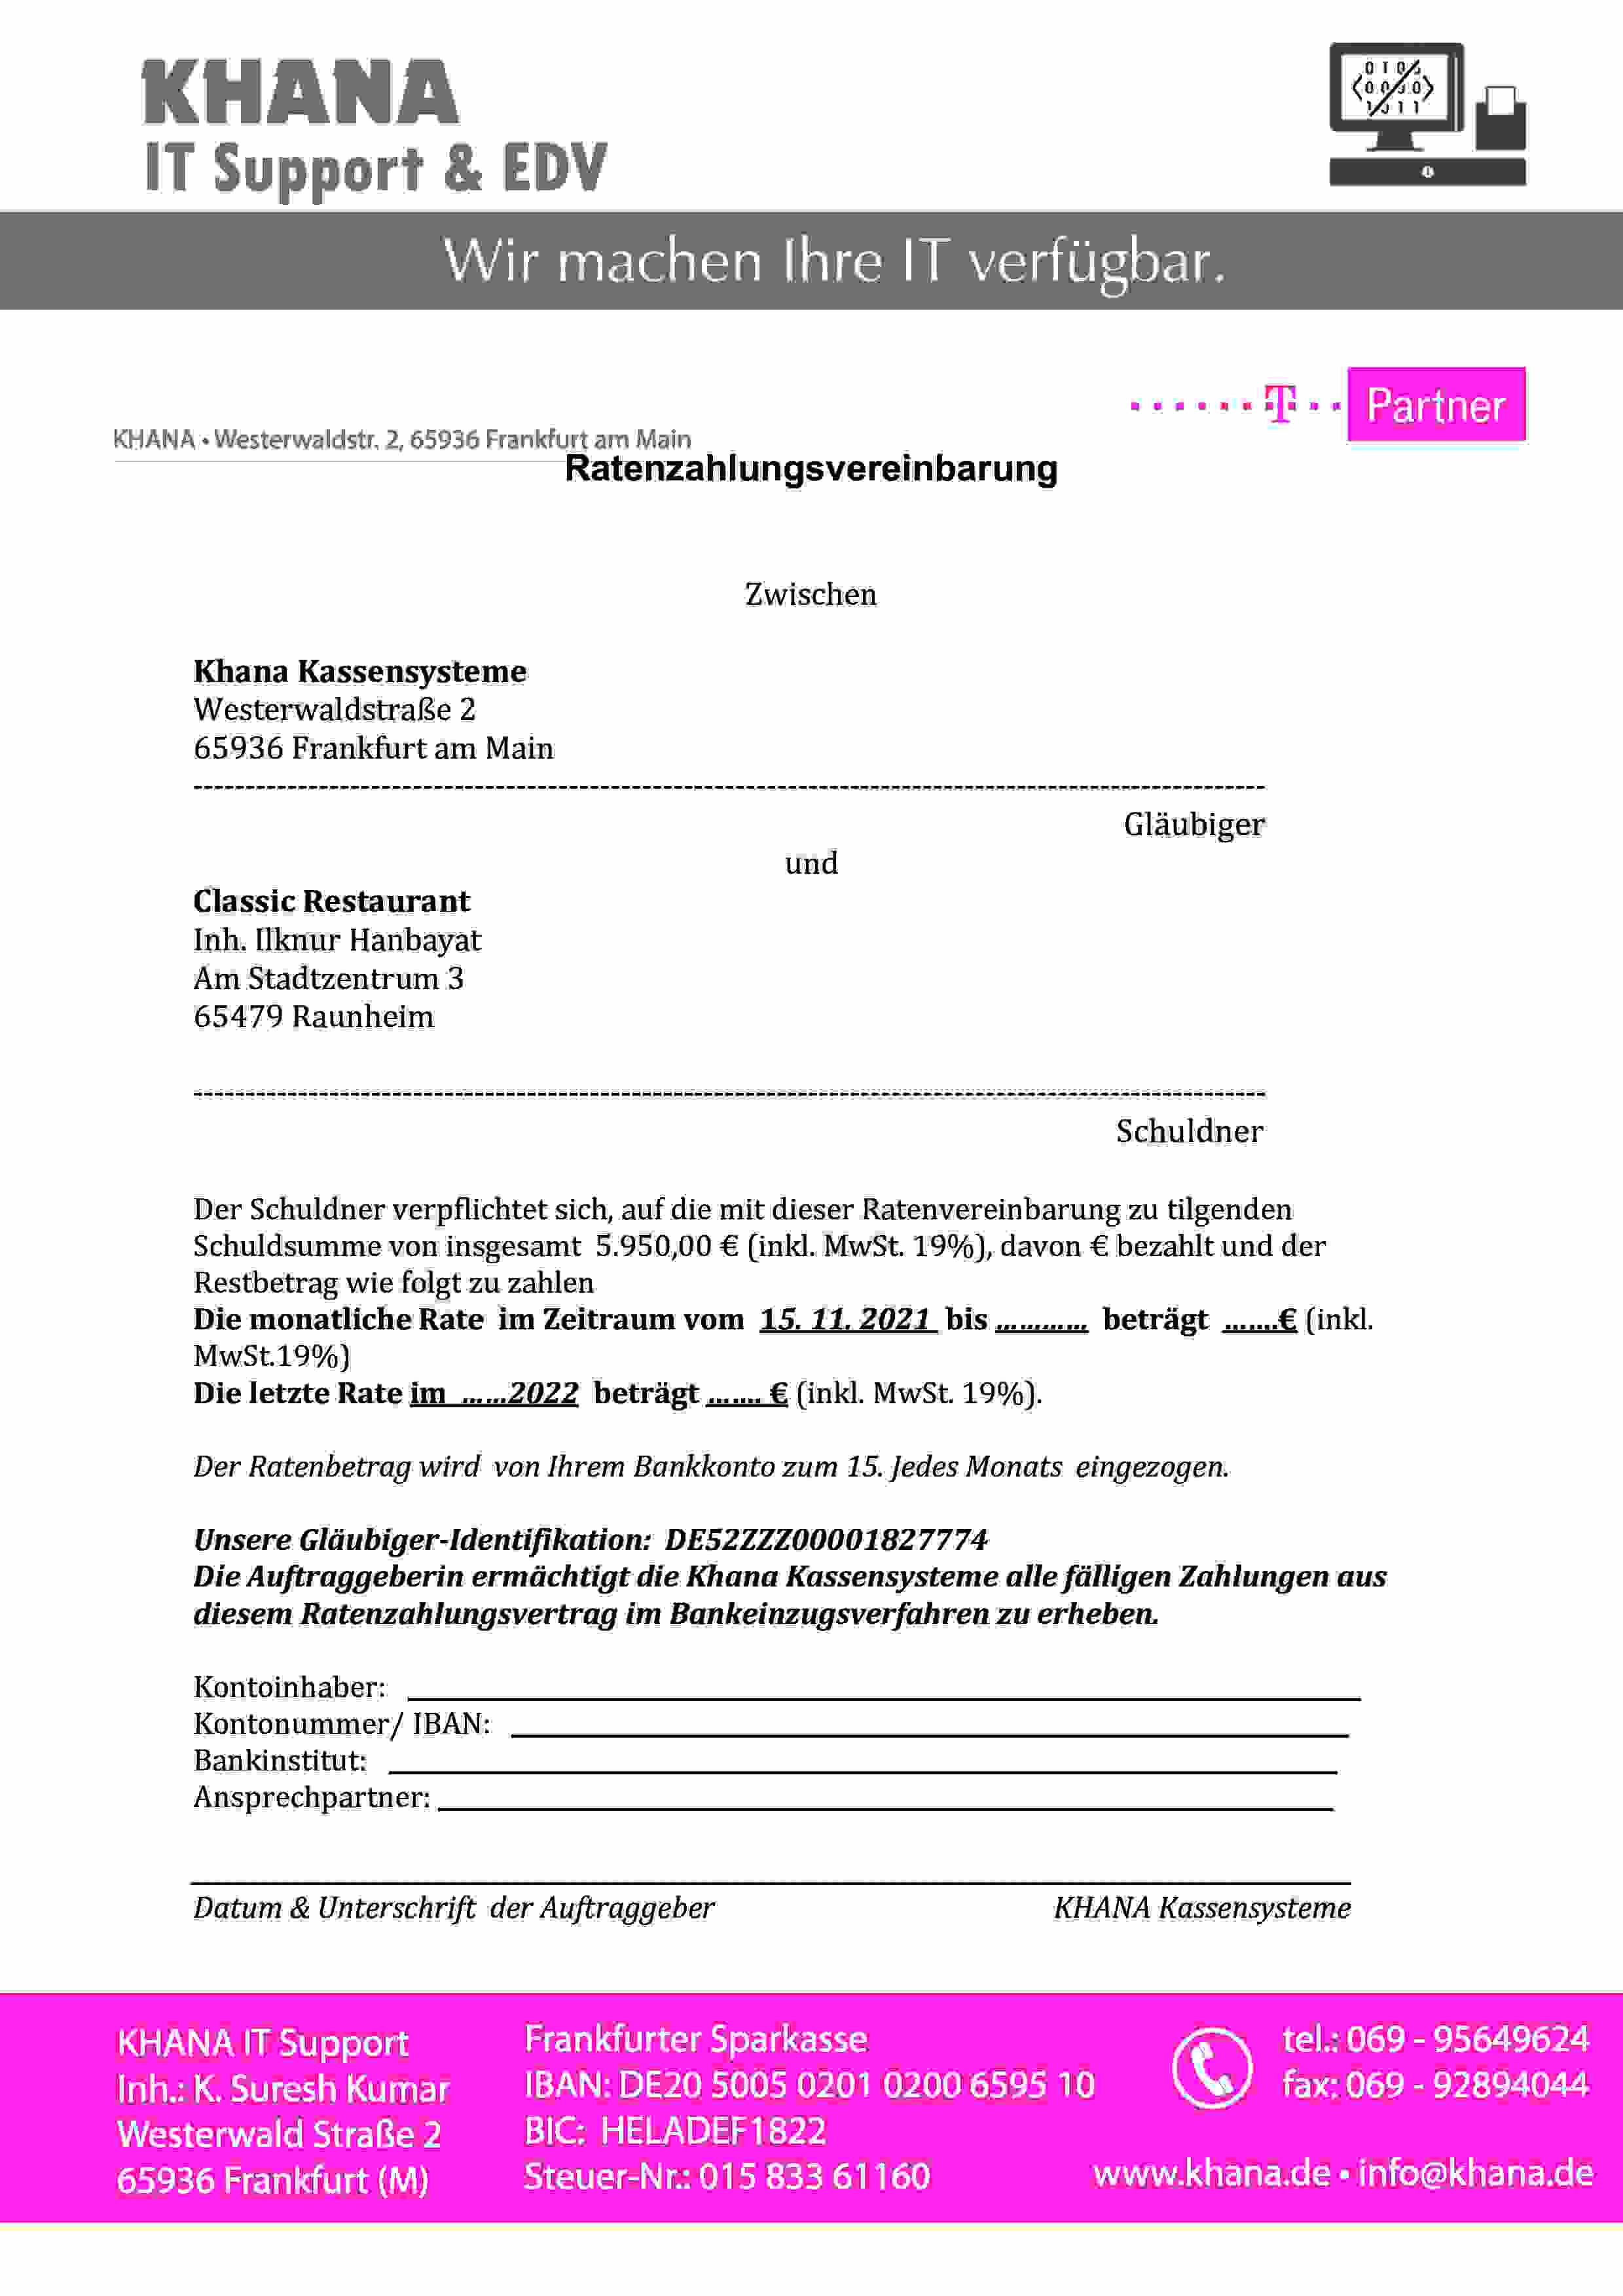 KHANA
IT Support & EDV
Wir machen Ihre IT verfügbar.
T Partner
KHANA • Westerwaldstr. 2, 65936 Frankfurt am Main
Ratenzahlungsvereinbarung
Zwischen
Khana Kassensysteme
Westerwaldstraße 2
65936 Frankfurt am Main
Gläubiger
und
Classic Restaurant
Inh. Ilknur Hanbayat
Am Stadtzentrum 3
65479 Raunheim
Schuldner
Der Schuldner verpflichtet sich, auf die mit dieser Ratenvereinbarung zu tilgenden
Schuldsumme von insgesamt 5.950,00 € (inkl. MwSt. 19%), davon € bezahlt und der
Restbetrag wie folgt zu zahlen
Die monatliche Rate im Zeitraum vom 15. 11. 2021 bis ………… beträgt …….€ (inkl.
MwSt.19%)
Die letzte Rate im ……2022 beträgt ……. € (inkl. MwSt. 19%).
Der Ratenbetrag wird von Ihrem Bankkonto zum 15. Jedes Monats eingezogen.
Unsere Gläubiger-Identifikation: DE52ZZZ00001827774
Die Auftraggeberin ermächtigt die Khana Kassensysteme alle fälligen Zahlungen aus
diesem Ratenzahlungsvertrag im Bankeinzugsverfahren zu erheben.
Kontoinhaber:
Kontonummer/ IBAN:
Bankinstitut:
Ansprechpartner:
Datum & Unterschrift der Auftraggeber KHANA Kassensysteme
KHANA IT Support
Inh.: K. Suresh Kumar
Westerwald Straße 2
65936 Frankfurt (M)
Frankfurter Sparkasse
IBAN: DE20 5005 0201 0200 6595 10
BIC: HELADEF1822
Steuer-Nr.: 015 833 61160
tel.: 069 - 95649624
fax: 069 - 92894044
www.khana.de • info@khana.de